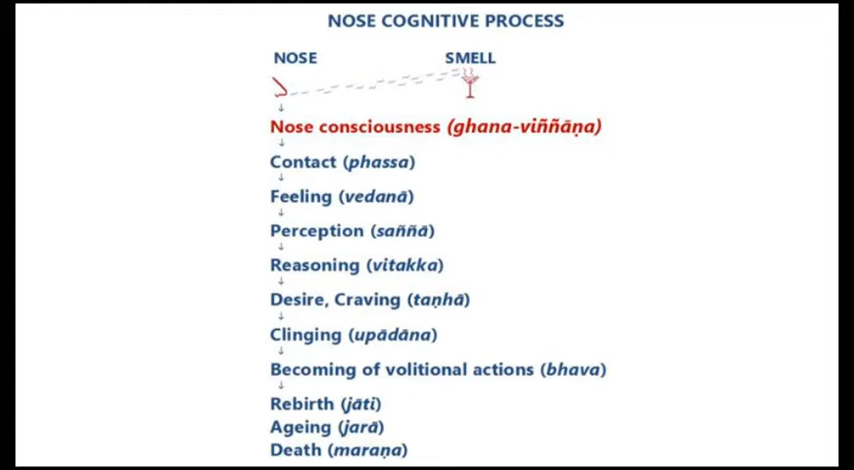 NOSE COGNITIVE PROCESS
NOSE SMELL
Nose consciousness (ghana-viññāṇa)
Contact (phassa)
Feeling (vedanā)
Perception (saññā)
Reasoning (vitakka)
Desire, Craving (taṇhā)
Clinging (upādāna)
Becoming of volitional actions (bhava)
Rebirth (jāti)
Ageing (jarā)
Death (maraṇa)